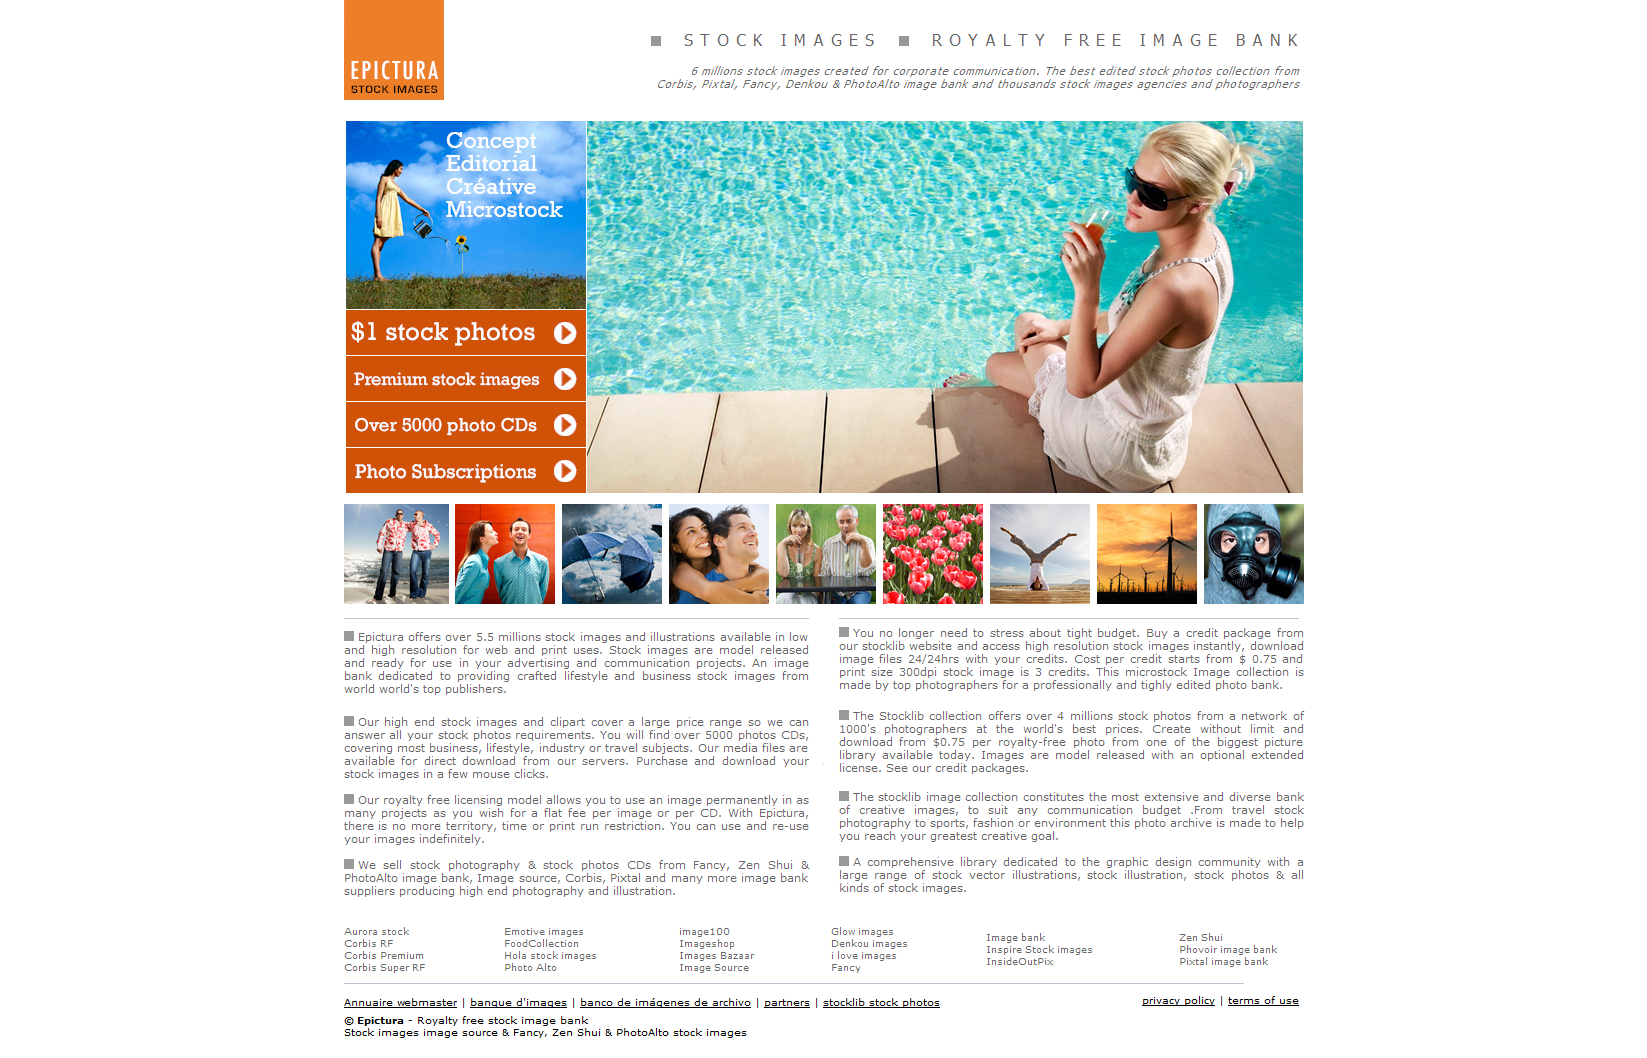 EPICTURA
STOCK IMAGES
STOCK IMAGES ROYALTY FREE IMAGE BANK
6 millions stock images created for corporate communication. The best edited stock photos collection from
Corbis, Pixtal, Fancy, Denkou & PhotoAlto image bank and thousands stock images agencies and photographers
Concept
Editorial
Créative
Microstock
$1 stock photos
Premium stock images
Over 5000 photo CDs
Photo Subscriptions
Epictura offers over 5.5 millions stock images and illustrations available in low
and high resolution for web and print uses. Stock images are model released
and ready for use in your advertising and communication projects. An image
bank dedicated to providing crafted lifestyle and business stock images from
world world's top publishers.
Our high end stock images and clipart cover a large price range so we can
answer all your stock photos requirements. You will find over 5000 photos CDs,
covering most business, lifestyle, industry or travel subjects. Our media files are
available for direct download from our servers. Purchase and download your
stock images in a few mouse clicks.
Our royalty free licensing model allows you to use an image permanently in as
many projects as you wish for a flat fee per image or per CD. With Epictura,
there is no more territory, time or print run restriction. You can use and re-use
your images indefinitely.
We sell stock photography & stock photos CDs from Fancy, Zen Shui &
PhotoAlto image bank, Image source, Corbis, Pixtal and many more image bank
suppliers producing high end photography and illustration.
You no longer need to stress about tight budget. Buy a credit package from
our stocklib website and access high resolution stock images instantly, download
image files 24/24hrs with your credits. Cost per credit starts from $ 0.75 and
print size 300dpi stock image is 3 credits. This microstock Image collection is
made by top photographers for a professionally and tighly edited photo bank.
The Stocklib collection offers over 4 millions stock photos from a network of
1000's photographers at the world's best prices. Create without limit and
download from $0.75 per royalty-free photo from one of the biggest picture
library available today. Images are model released with an optional extended
license. See our credit packages.
The stocklib image collection constitutes the most extensive and diverse bank
of creative images, to suit any communication budget .From travel stock
photography to sports, fashion or environment this photo archive is made to help
you reach your greatest creative goal.
A comprehensive library dedicated to the graphic design community with a
large range of stock vector illustrations, stock illustration, stock photos & all
kinds of stock images.
Aurora stock
Corbis RF
Corbis Premium
Corbis Super RF
Emotive images
FoodCollection
Hola stock images
Photo Alto
image100
Imageshop
Images Bazaar
Image Source
Glow images
Denkou images
i love images
Fancy
Image bank
Inspire Stock images
InsideOutPix
Zen Shui
Phovoir image bank
Pixtal image bank
Annuaire webmaster | banque d'images | banco de imágenes de archivo | partners | stocklib stock photos
privacy policy | terms of use
© Epictura - Royalty free stock image bank
Stock images image source & Fancy, Zen Shui & PhotoAlto stock images